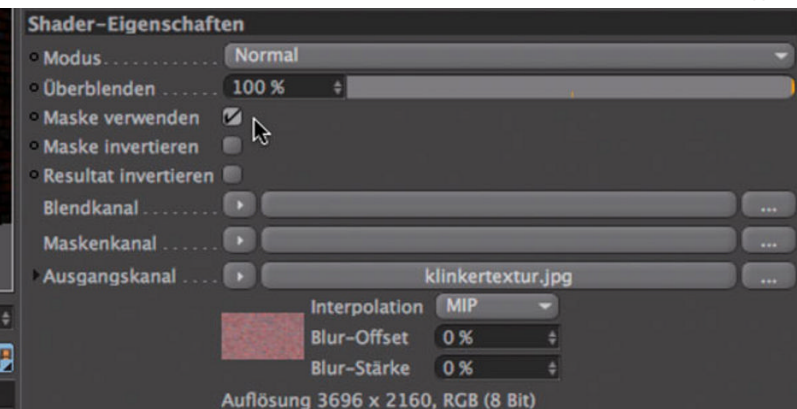 Shader-Eigenschaften
Modus............ Normal
Überblenden ...... 100 %
Maske verwenden
Maske invertieren
Resultat invertieren
Blendkanal ........ ...
Maskenkanal ...... ...
Ausgangskanal .... klinkertextur.jpg ...
Interpolation MIP
Blur-Offset 0 %
Blur-Stärke 0 %
Auflösung 3696 x 2160, RGB (8 Bit)